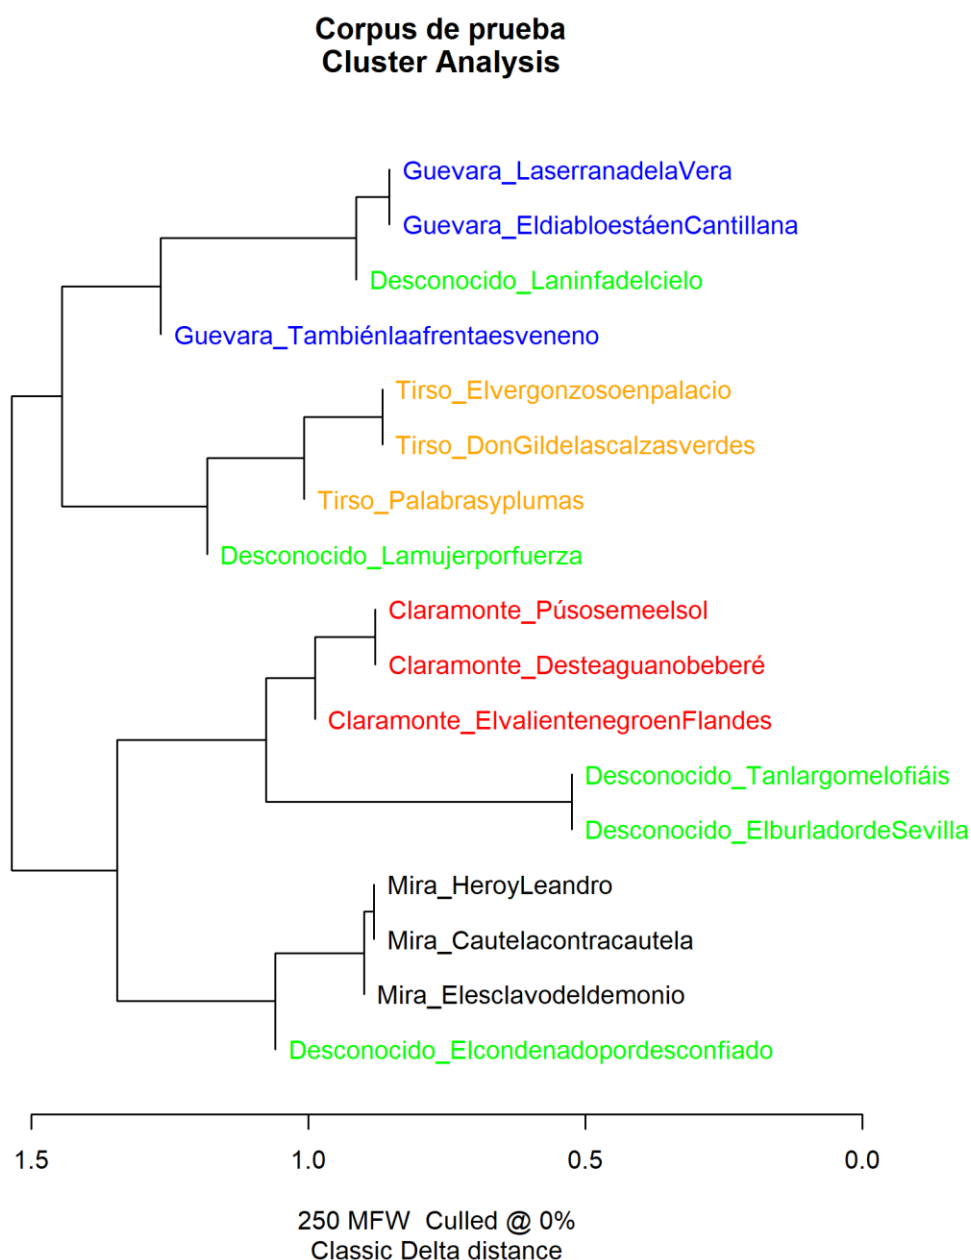 Corpus de prueba
Cluster Analysis
Guevara_LaserranadelaVera
Guevara_EldiabloestáenCantillana
Desconocido_Laninfadelcielo
Guevara_Tambiénlaafrentaesveneno
Tirso_Elvergonzosoenpalacio
Tirso_DonGildelascalzasverdes
Tirso_Palabrasyplumas
Desconocido_Lamujerporfuerza
Claramonte_Púsosemeelsol
Claramonte_Desteaguanobeberé
Claramonte_ElvalientenegroenFlandes
Desconocido_Tanlargomelofiáis
Desconocido_ElburladordeSevilla
Mira_HeroyLeandro
Mira_Cautelacontracautela
Mira_Elesclavodeldemonio
Desconocido_Elcondenadopordesconfiado
1.5 1.0 0.5 0.0
250 MFW Culled @ 0%
Classic Delta distance